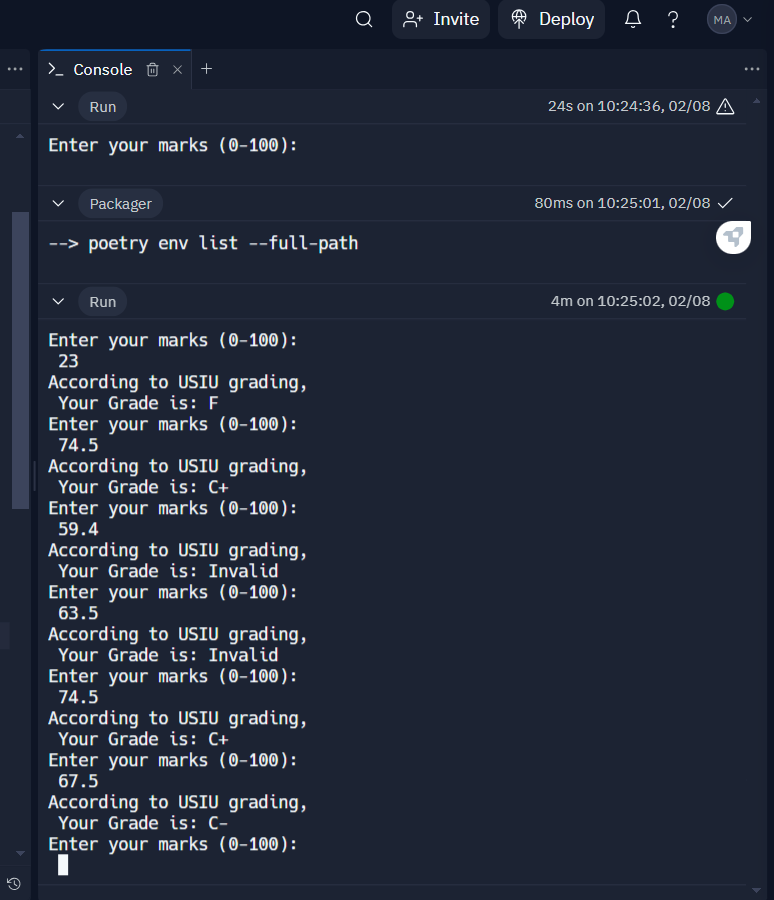 Invite
Deploy
MA
Console
Run
24s on 10:24:36, 02/08
Enter your marks (0-100):
Packager
80ms on 10:25:01, 02/08
--> poetry env list --full-path
Run
4m on 10:25:02, 02/08
Enter your marks (0-100):
23
According to USIU grading,
Your Grade is: F
Enter your marks (0-100):
74.5
According to USIU grading,
Your Grade is: C+
Enter your marks (0-100):
59.4
According to USIU grading,
Your Grade is: Invalid
Enter your marks (0-100):
63.5
According to USIU grading,
Your Grade is: Invalid
Enter your marks (0-100):
74.5
According to USIU grading,
Your Grade is: C+
Enter your marks (0-100):
67.5
According to USIU grading,
Your Grade is: C-
Enter your marks (0-100):